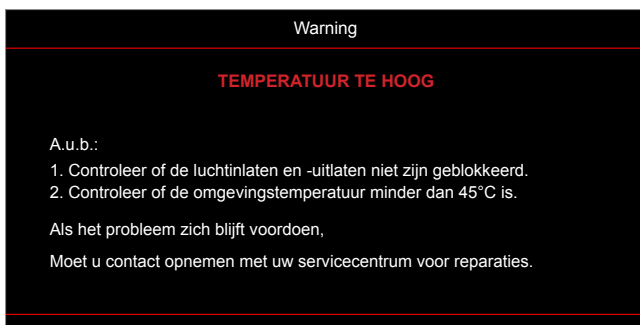 Warning
TEMPERATUUR TE HOOG
A.u.b.:
1. Controleer of de luchtinlaten en -uitlaten niet zijn geblokkeerd.
2. Controleer of de omgevingstemperatuur minder dan 45°C is.
Als het probleem zich blijft voordoen,
Moet u contact opnemen met uw servicecentrum voor reparaties.